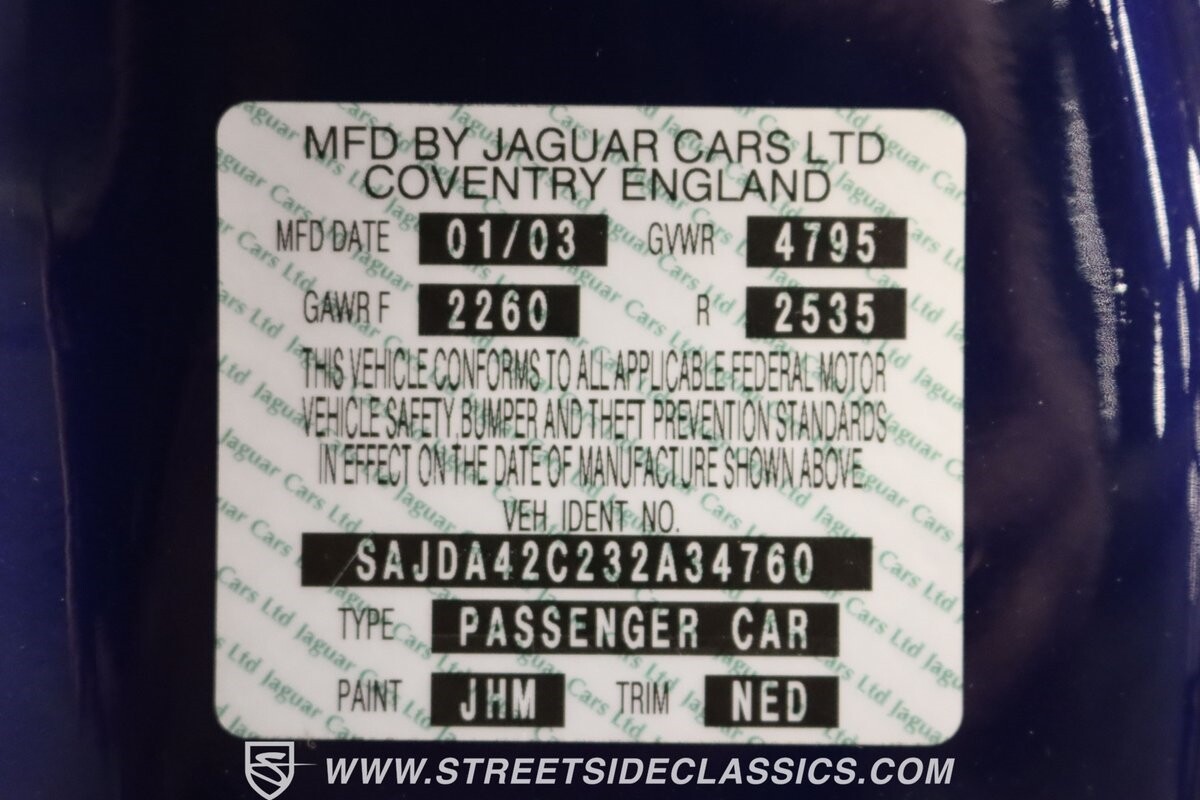 MFD BY JAGUAR CARS LTD
COVENTRY ENGLAND
MFD DATE 01/03 GVWR 4795
GAWR F 2260 R 2535
THIS VEHICLE CONFORMS TO ALL APPLICABLE FEDERAL MOTOR
VEHICLE SAFETY, BUMPER AND THEFT PREVENTION STANDARDS
IN EFFECT ON THE DATE OF MANUFACTURE SHOWN ABOVE.
VEH IDENT NO.
SAJDA42C232A34760
TYPE PASSENGER CAR
PAINT JHM TRIM NED
WWW.STREETSIDECLASSICS.COM